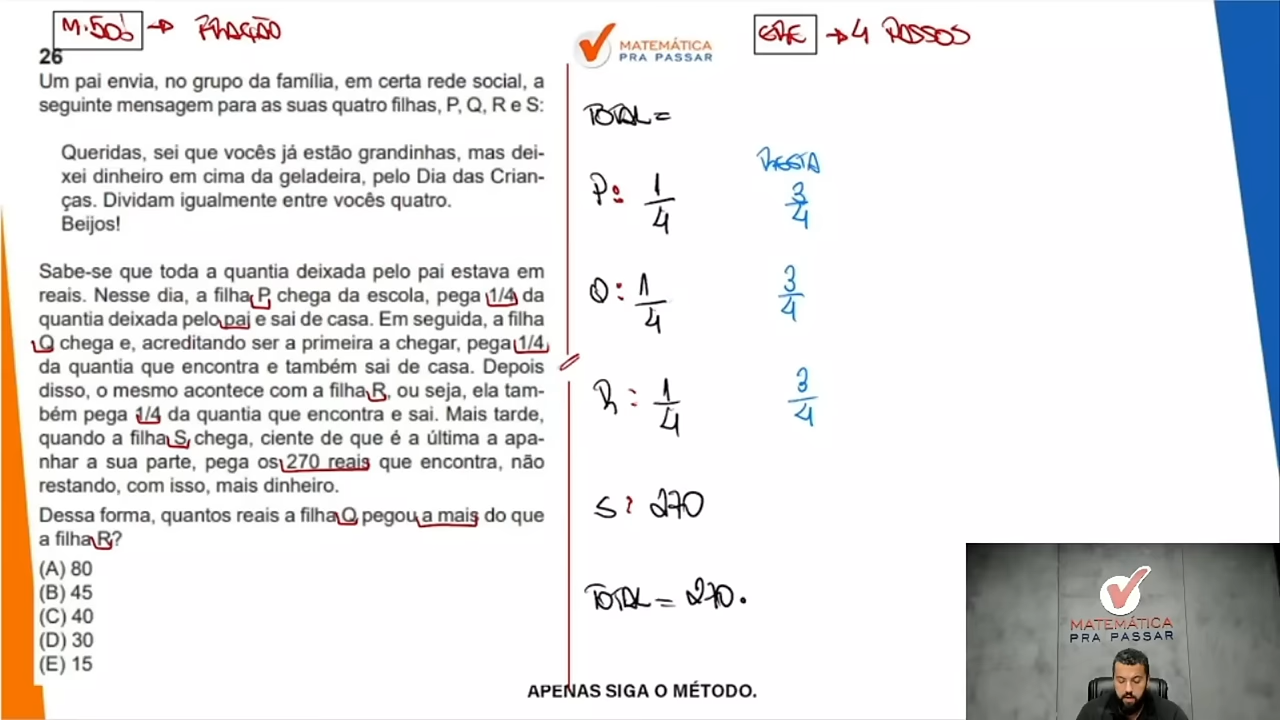 M.50% → FRAÇÃO
GRE → 4 PASSOS
MATEMÁTICA
PRA PASSAR
26
Um pai envia, no grupo da família, em certa rede social, a
seguinte mensagem para as suas quatro filhas, P, Q, R e S:
Queridas, sei que vocês já estão grandinhas, mas dei-
xei dinheiro em cima da geladeira, pelo Dia das Crian-
ças. Dividam igualmente entre vocês quatro.
Beijos!
Sabe-se que toda a quantia deixada pelo pai estava em
reais. Nesse dia, a filha P chega da escola, pega 1/4 da
quantia deixada pelo pai e sai de casa. Em seguida, a filha
Q chega e, acreditando ser a primeira a chegar, pega 1/4
da quantia que encontra e também sai de casa. Depois
disso, o mesmo acontece com a filha R, ou seja, ela tam-
bém pega 1/4 da quantia que encontra e sai. Mais tarde,
quando a filha S chega, ciente de que é a última a apa-
nhar a sua parte, pega os 270 reais que encontra, não
restando, com isso, mais dinheiro.
Dessa forma, quantos reais a filha Q pegou a mais do que
a filha R?
(A) 80
(B) 45
(C) 40
(D) 30
(E) 15
TOTAL =
RESTA
P: 1/4 3/4
Q: 1/4 3/4
R: 1/4 3/4
S: 270
TOTAL = 270.
APENAS SIGA O MÉTODO.
MATEMÁTICA
PRA PASSAR